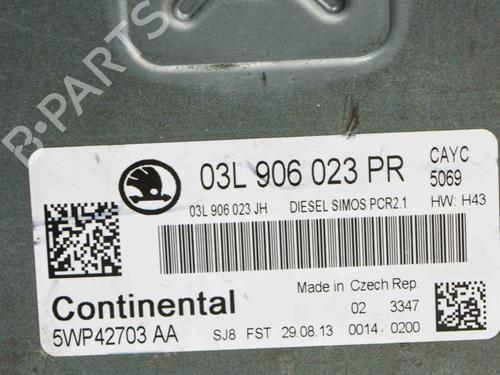 B-PARTS
03L 906 023 PR
CAYC
5069
03L 906 023 JH DIESEL SIMOS PCR2.1 HW: H43
Made in Czech Rep.
Continental
02 3347
5WP42703 AA SJ8 FST 29.08.13 0014 0200